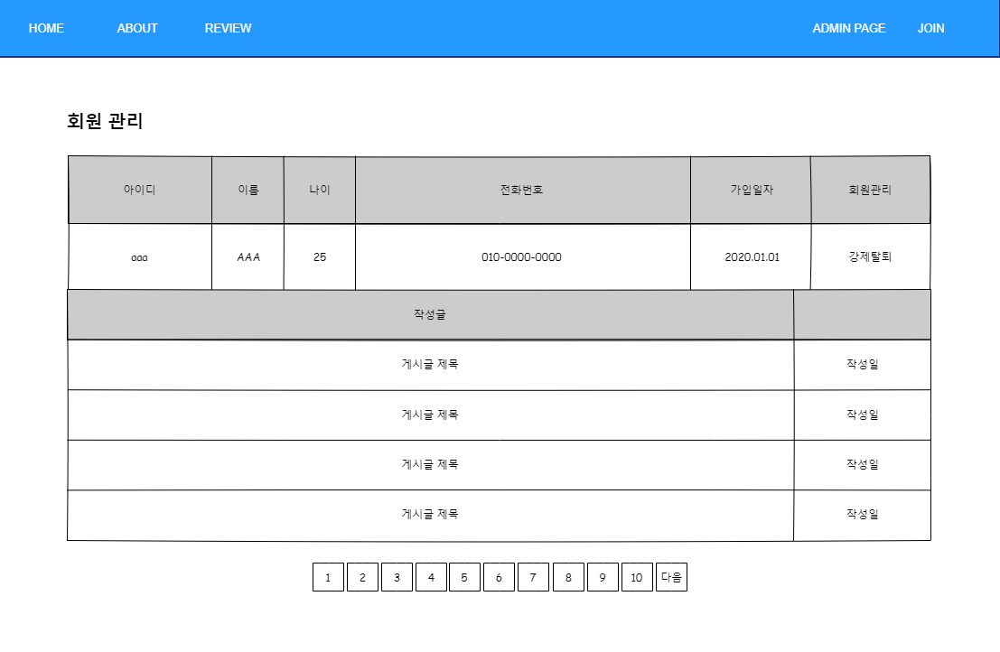 HOME ABOUT REVIEW ADMIN PAGE JOIN
회원 관리
아이디 이름 나이 전화번호 가입일자 회원관리
aaa AAA 25 010-0000-0000 2020.01.01 강제탈퇴
작성글
게시글 제목 작성일
게시글 제목 작성일
게시글 제목 작성일
게시글 제목 작성일
1 2 3 4 5 6 7 8 9 10 다음